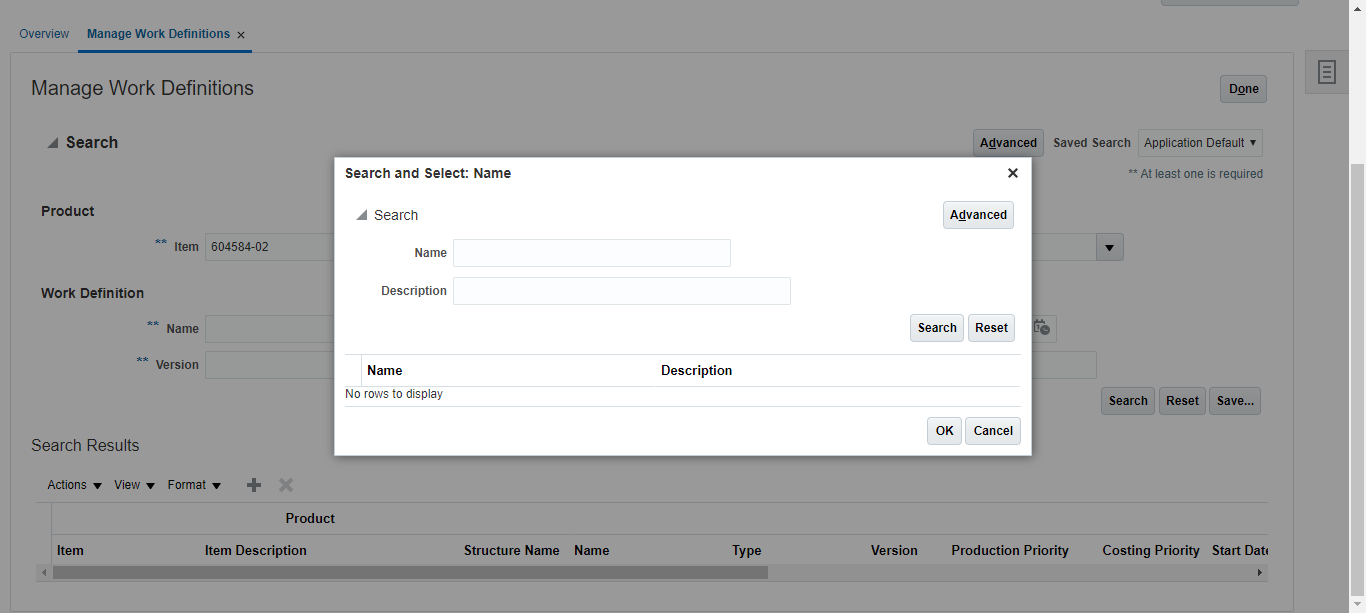 Overview Manage Work Definitions ×
Manage Work Definitions
Done
Search
Advanced Saved Search Application Default
** At least one is required
Product
** Item 604584-02
Work Definition
** Name
** Version
Search Reset Save...
Search and Select: Name ×
Search
Advanced
Name
Description
Search Reset
Name Description
No rows to display
OK Cancel
Search Results
Actions View Format
Product
Item Item Description Structure Name Name Type Version Production Priority Costing Priority Start Date